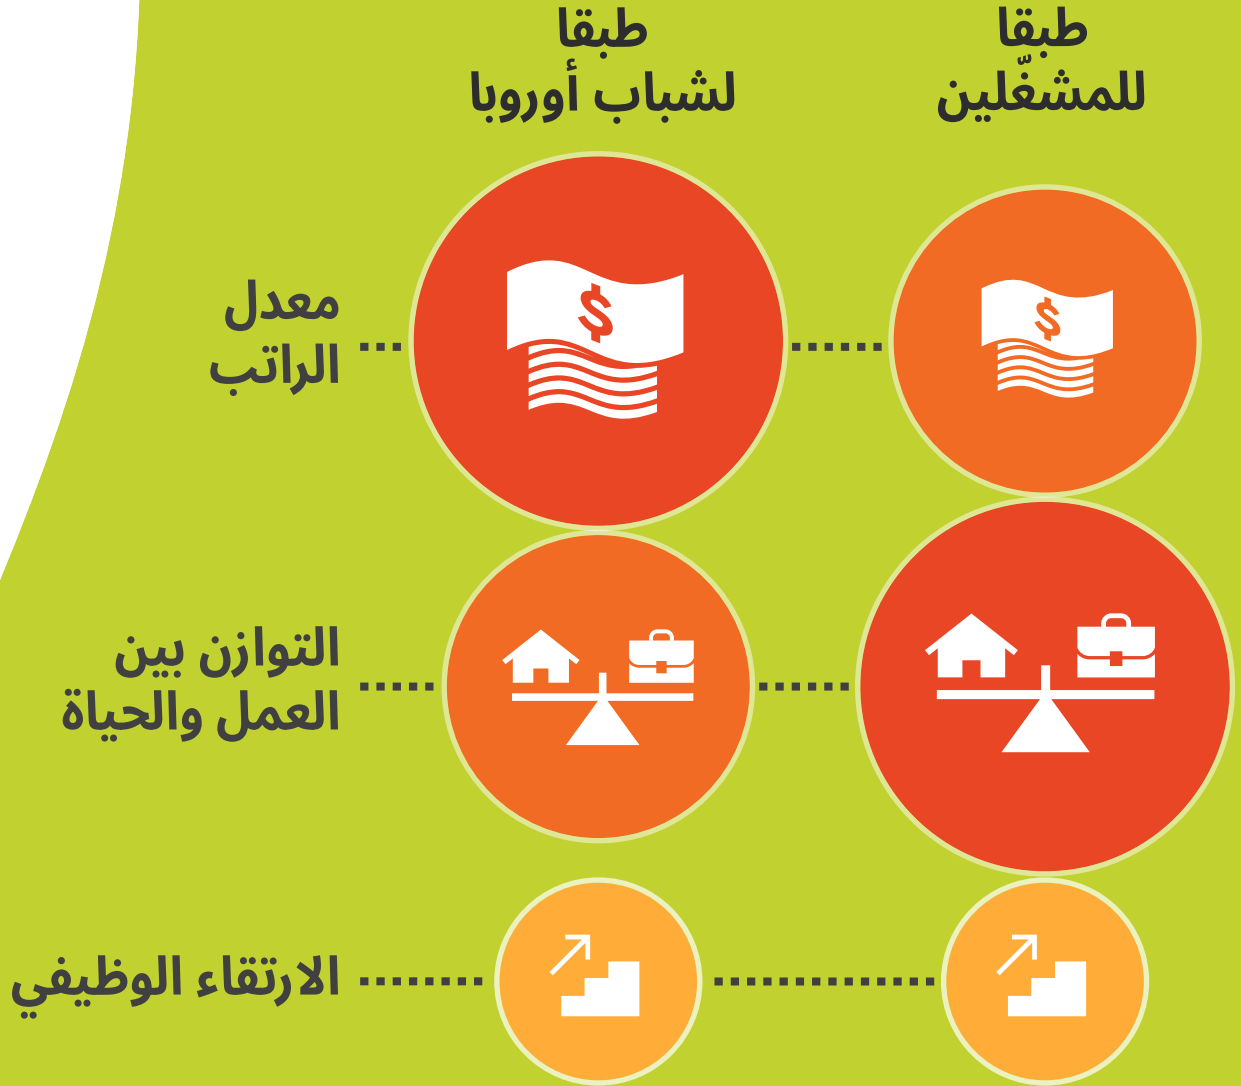 طبقا
للمشغّلين
طبقا
لشباب أوروبا
معدل
الراتب
التوازن بين
العمل والحياة
الارتقاء الوظيفي